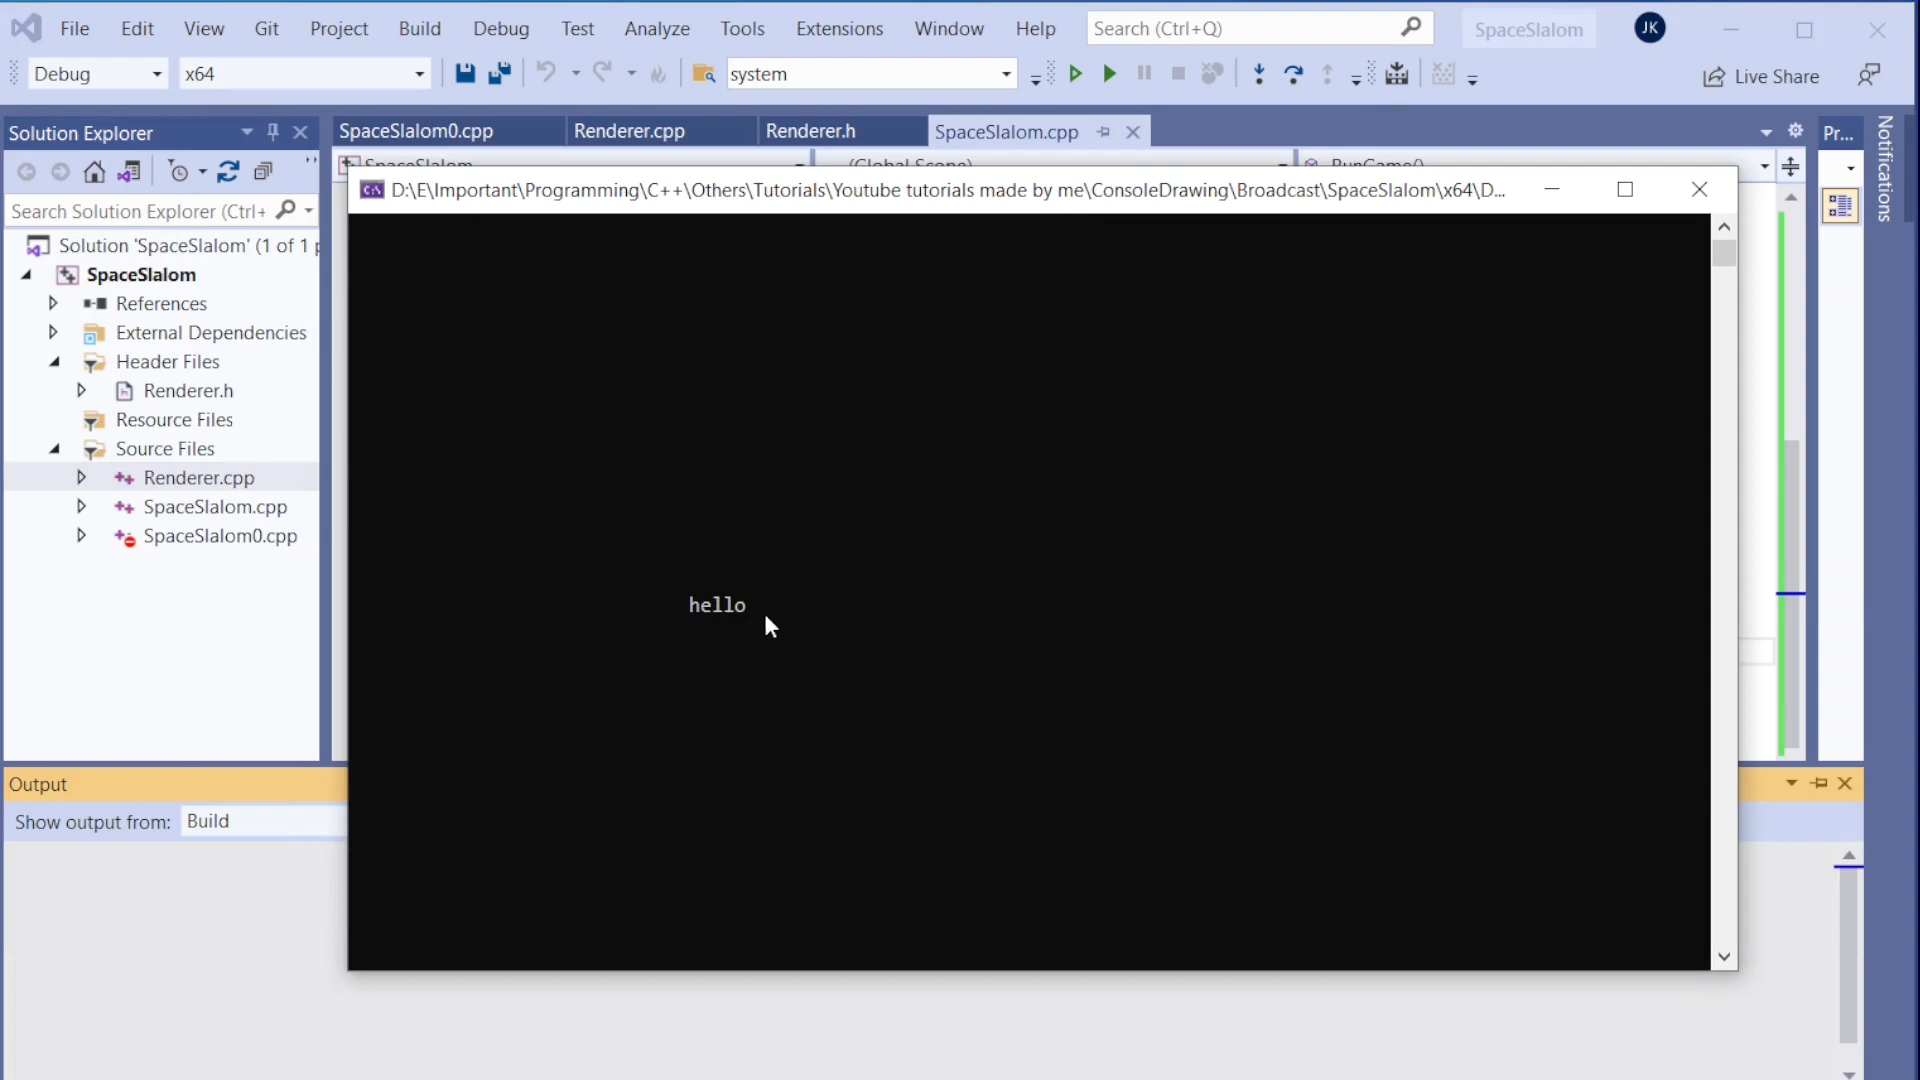 File Edit View Git Project Build Debug Test Analyze Tools Extensions Window Help Search (Ctrl+Q) SpaceSlalom JK
Debug x64 system Live Share
Solution Explorer SpaceSlalom0.cpp Renderer.cpp Renderer.h SpaceSlalom.cpp Pr... Notifications
SpaceSlalom (Global Scope) RunGame()
D:\E\Important\Programming\C++\Others\Tutorials\Youtube tutorials made by me\ConsoleDrawing\Broadcast\SpaceSlalom\x64\D...
Search Solution Explorer (Ctrl+
Solution 'SpaceSlalom' (1 of 1 p
SpaceSlalom
References
External Dependencies
Header Files
Renderer.h
Resource Files
Source Files
Renderer.cpp
SpaceSlalom.cpp
SpaceSlalom0.cpp
hello
Output
Show output from: Build